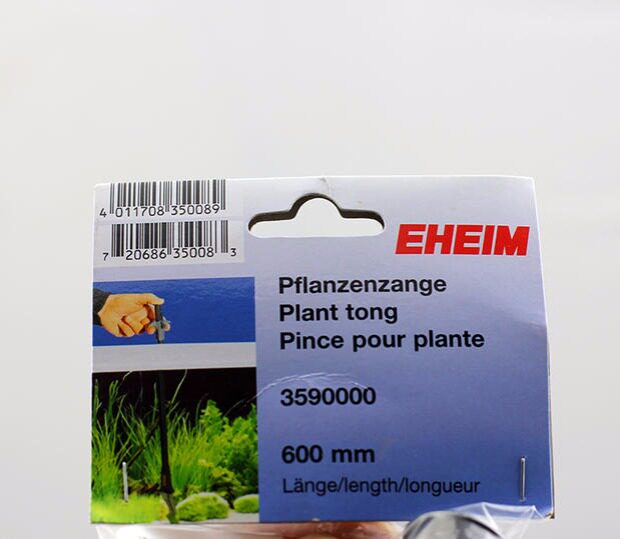 4 011708 350089
7 20686 35008 3
EHEIM
Pflanzenzange
Plant tong
Pince pour plante
3590000
600 mm
Länge/length/longueur